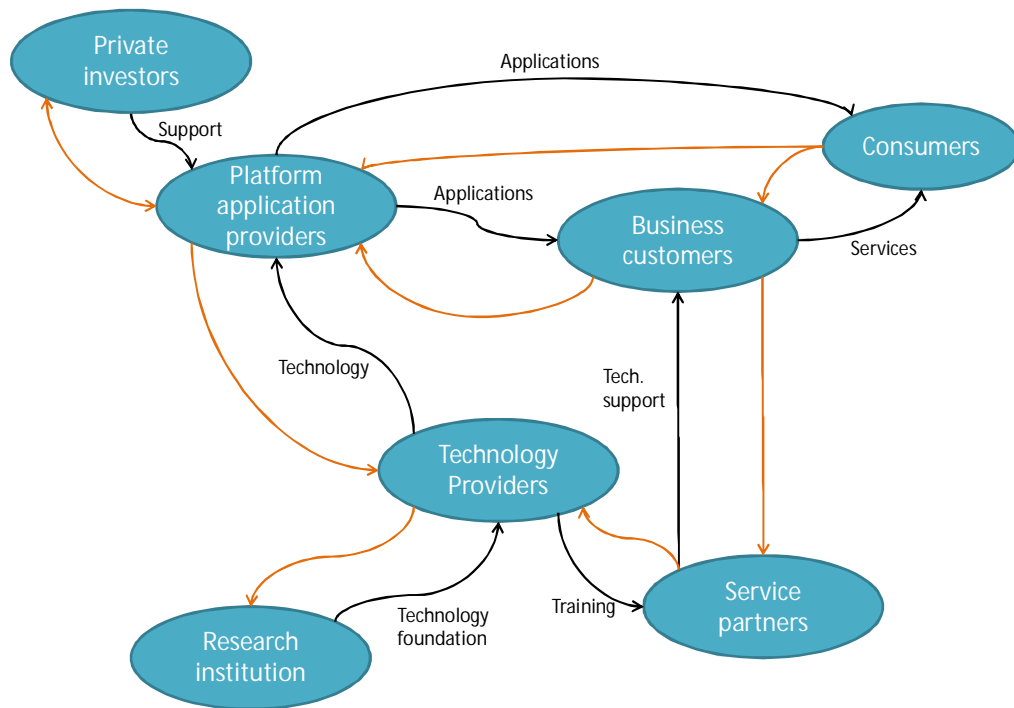 Private
investors
Applications
Support
Consumers
Platform
application
providers
Applications
Business
customers
Services
Technology
Tech.
support
Technology
Providers
Training
Service
partners
Technology
foundation
Research
institution